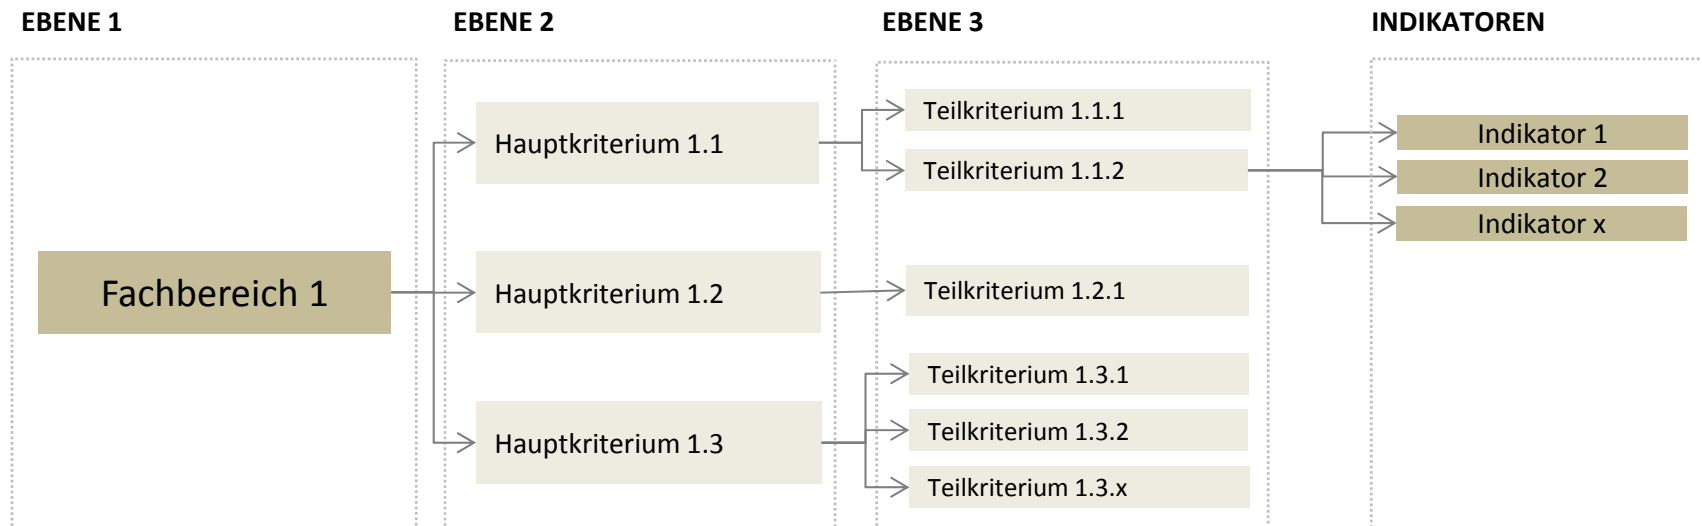 EBENE 1
EBENE 2
EBENE 3
INDIKATOREN
Fachbereich 1
Hauptkriterium 1.1
Hauptkriterium 1.2
Hauptkriterium 1.3
Teilkriterium 1.1.1
Teilkriterium 1.1.2
Teilkriterium 1.2.1
Teilkriterium 1.3.1
Teilkriterium 1.3.2
Teilkriterium 1.3.x
Indikator 1
Indikator 2
Indikator x